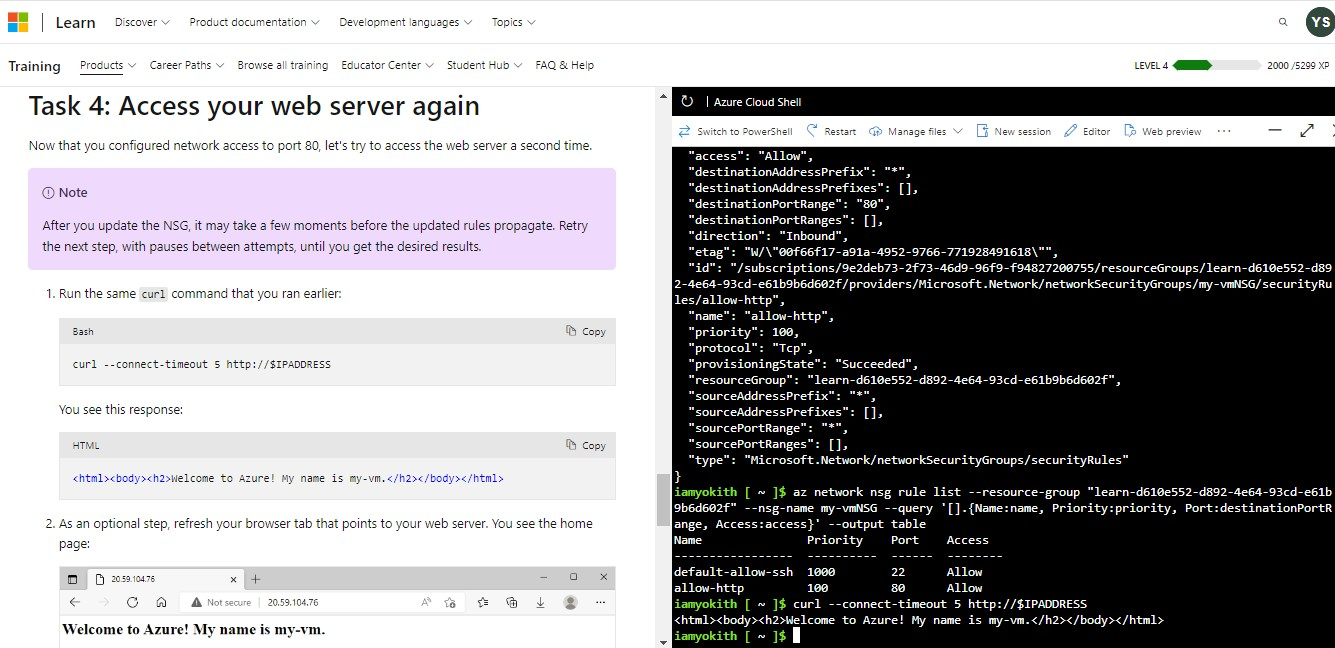 Learn Discover Product documentation Development languages Topics YS
Training Products Career Paths Browse all training Educator Center Student Hub FAQ & Help LEVEL 4 2000 /5299 XP
Task 4: Access your web server again
Now that you configured network access to port 80, let's try to access the web server a second time.
Note
After you update the NSG, it may take a few moments before the updated rules propagate. Retry
the next step, with pauses between attempts, until you get the desired results.
1. Run the same curl command that you ran earlier:
Bash Copy
curl --connect-timeout 5 http://$IPADDRESS
You see this response:
HTML Copy
<html><body><h2>Welcome to Azure! My name is my-vm.</h2></body></html>
2. As an optional step, refresh your browser tab that points to your web server. You see the home
page:
20.59.104.76
Not secure 20.59.104.76
Welcome to Azure! My name is my-vm.
| Azure Cloud Shell
Switch to PowerShell Restart Manage files New session Editor Web preview
"access": "Allow",
"destinationAddressPrefix": "*",
"destinationAddressPrefixes": [],
"destinationPortRange": "80",
"destinationPortRanges": [],
"direction": "Inbound",
"etag": "W/\"00f66f17-a91a-4952-9766-771928491618\"",
"id": "/subscriptions/9e2deb73-2f73-46d9-96f9-f94827200755/resourceGroups/learn-d610e552-d89
2-4e64-93cd-e61b9b6d602f/providers/Microsoft.Network/networkSecurityGroups/my-vmNSG/securityRu
les/allow-http",
"name": "allow-http",
"priority": 100,
"protocol": "Tcp",
"provisioningState": "Succeeded",
"resourceGroup": "learn-d610e552-d892-4e64-93cd-e61b9b6d602f",
"sourceAddressPrefix": "*",
"sourceAddressPrefixes": [],
"sourcePortRange": "*",
"sourcePortRanges": [],
"type": "Microsoft.Network/networkSecurityGroups/securityRules"
}
iamyokith [ ~ ]$ az network nsg rule list --resource-group "learn-d610e552-d892-4e64-93cd-e61b
9b6d602f" --nsg-name my-vmNSG --query '[].{Name:name, Priority:priority, Port:destinationPortR
ange, Access:access}' --output table
Name Priority Port Access
----------------- ---------- ------ --------
default-allow-ssh 1000 22 Allow
allow-http 100 80 Allow
iamyokith [ ~ ]$ curl --connect-timeout 5 http://$IPADDRESS
<html><body><h2>Welcome to Azure! My name is my-vm.</h2></body></html>
iamyokith [ ~ ]$